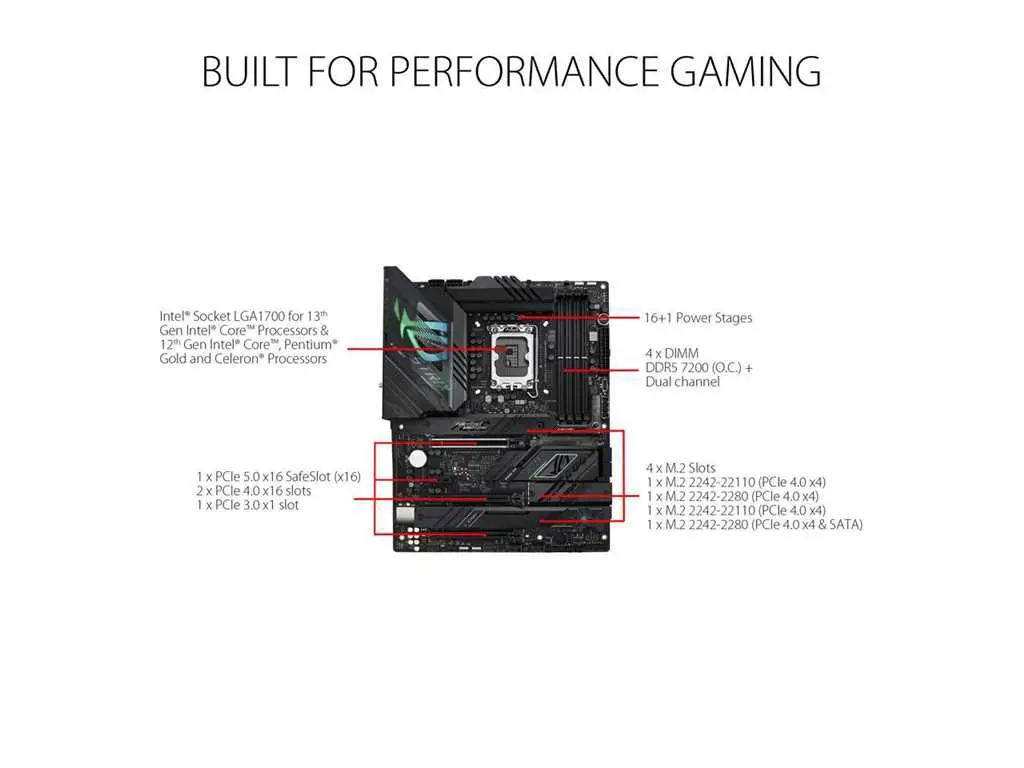 BUILT FOR PERFORMANCE GAMING
Intel® Socket LGA1700 for 13th
Gen Intel® Core™ Processors &
12th Gen Intel® Core™, Pentium®
Gold and Celeron® Processors
16+1 Power Stages
4 x DIMM
DDR5 7200 (O.C.) +
Dual channel
1 x PCIe 5.0 x16 SafeSlot (x16)
2 x PCIe 4.0 x16 slots
1 x PCIe 3.0 x1 slot
4 x M.2 Slots
1 x M.2 2242-22110 (PCIe 4.0 x4)
1 x M.2 2242-2280 (PCIe 4.0 x4)
1 x M.2 2242-22110 (PCIe 4.0 x4)
1 x M.2 2242-2280 (PCIe 4.0 x4 & SATA)